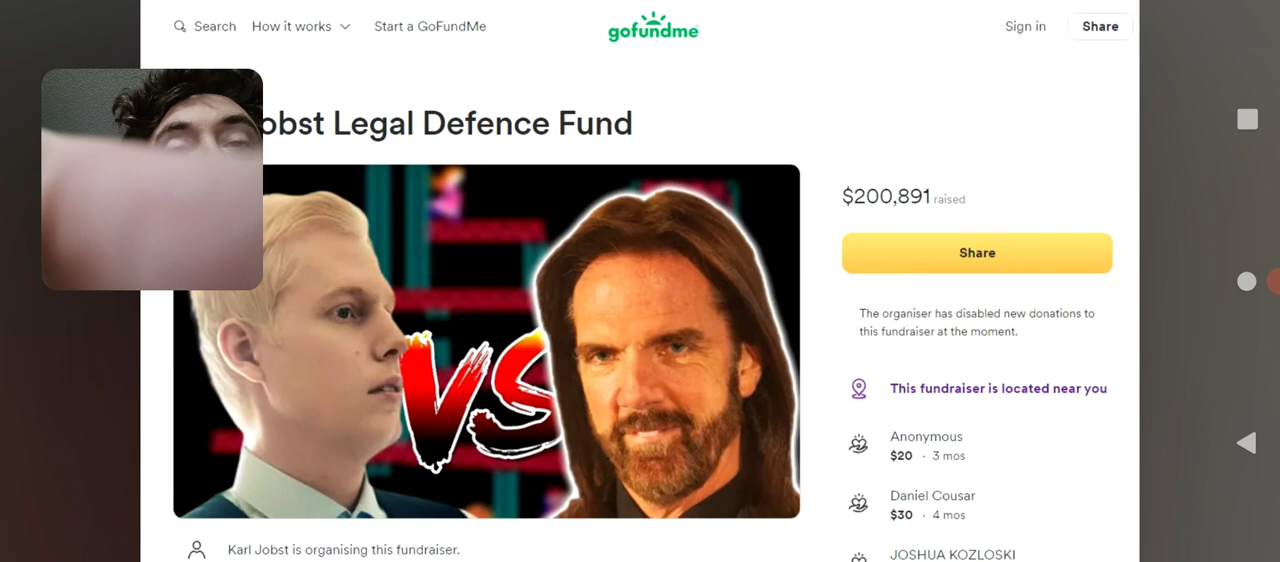 Search How it works Start a GoFundMe gofundme Sign in Share
obst Legal Defence Fund
$200,891 raised
Share
The organiser has disabled new donations to
this fundraiser at the moment.
VS
This fundraiser is located near you
Anonymous
$20 · 3 mos
Daniel Cousar
$30 · 4 mos
Karl Jobst is organising this fundraiser.
JOSHUA KOZLOSKI